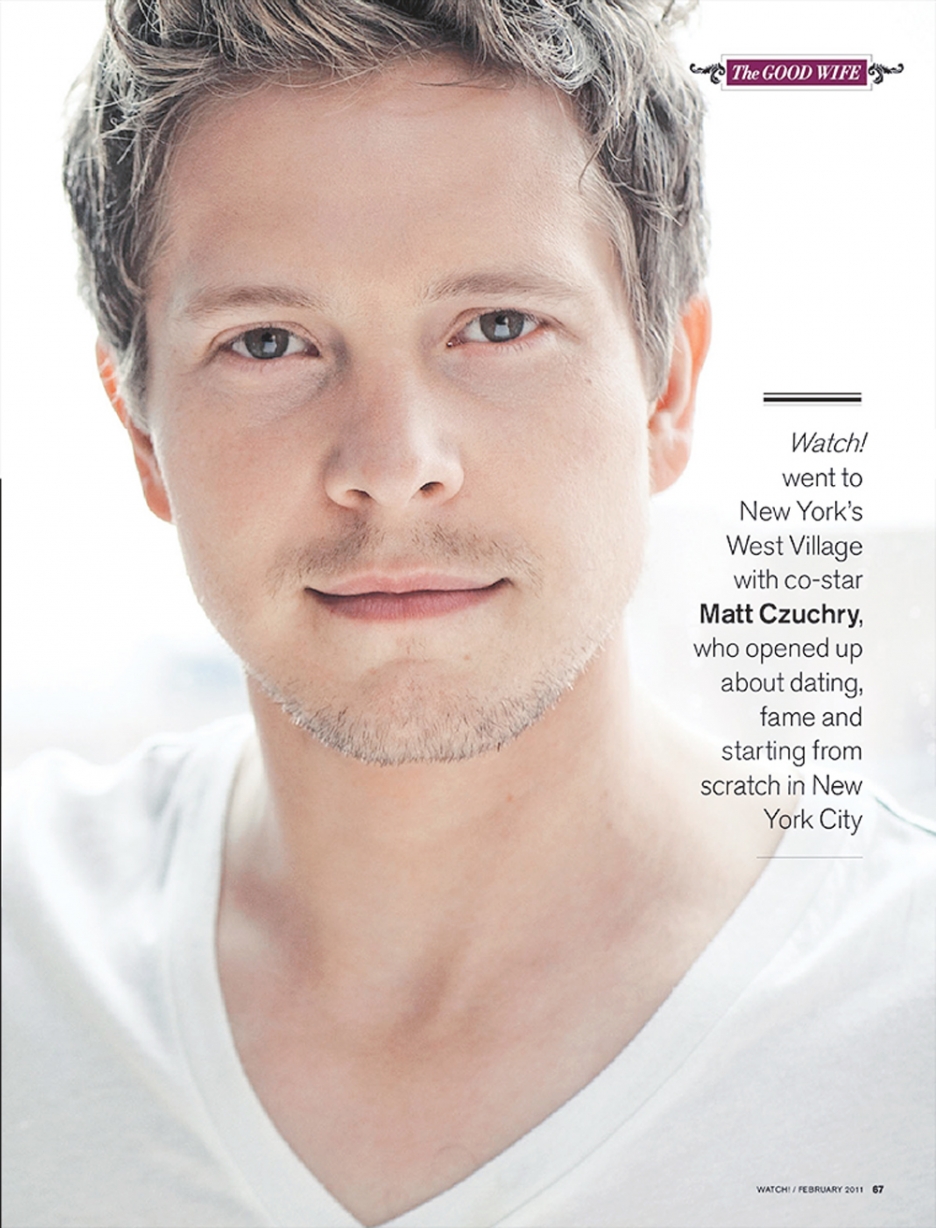 The GOOD WIFE
Watch!
went to
New York's
West Village
with co-star
Matt Czuchry,
who opened up
about dating,
fame and
starting from
scratch in New
York City
WATCH! / FEBRUARY 2011 67